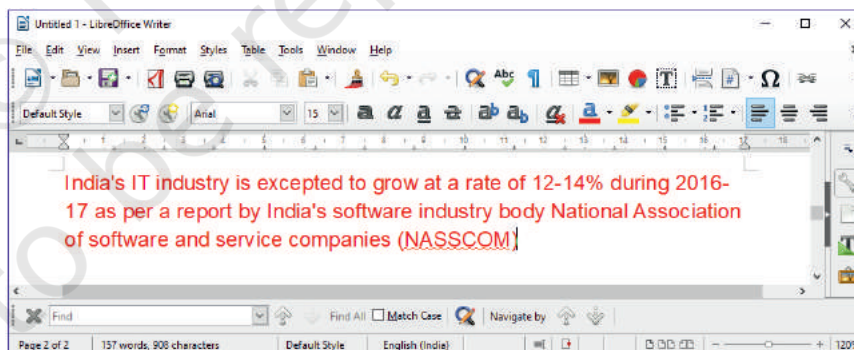 Untitled 1 - LibreOffice Writer
File Edit View Insert Format Styles Table Tools Window Help
Default Style Arial 15
India's IT industry is excepted to grow at a rate of 12-14% during 2016-
17 as per a report by India's software industry body National Association
of software and service companies (NASSCOM)
Find Find All Match Case Navigate by
Page 2 of 2 157 words, 908 characters Default Style English (India) 120%